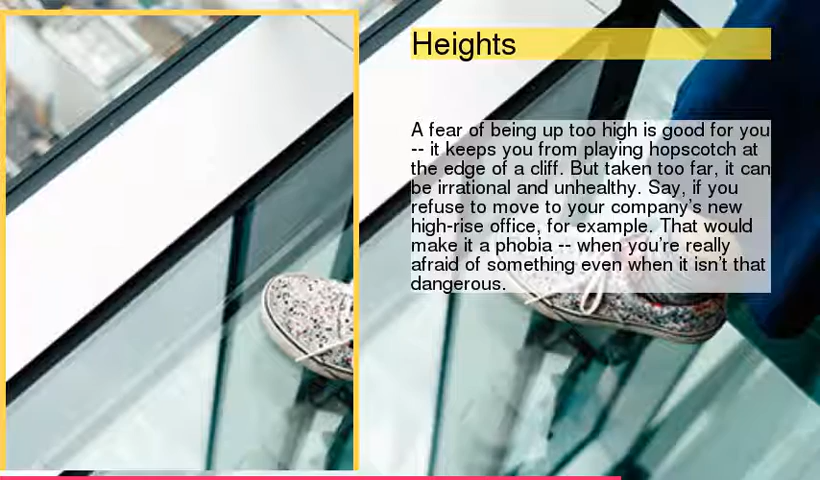 Heights
A fear of being up too high is good for you
-- it keeps you from playing hopscotch at
the edge of a cliff. But taken too far, it can
be irrational and unhealthy. Say, if you
refuse to move to your company’s new
high-rise office, for example. That would
make it a phobia -- when you’re really
afraid of something even when it isn’t that
dangerous.